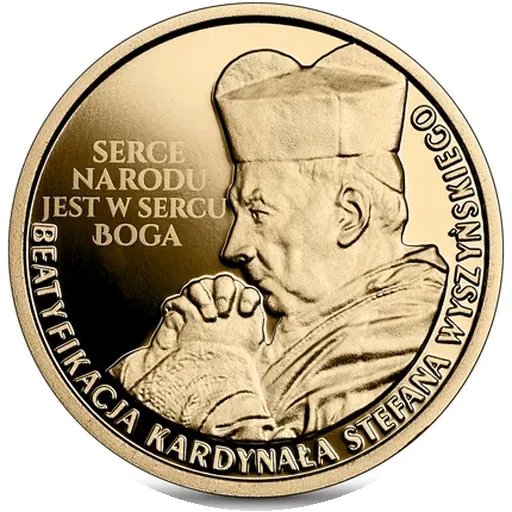 SERCE
NARODU
JEST W SERCU
BOGA
BEATYFIKACJA KARDYNAŁA STEFANA WYSZYŃSKIEGO